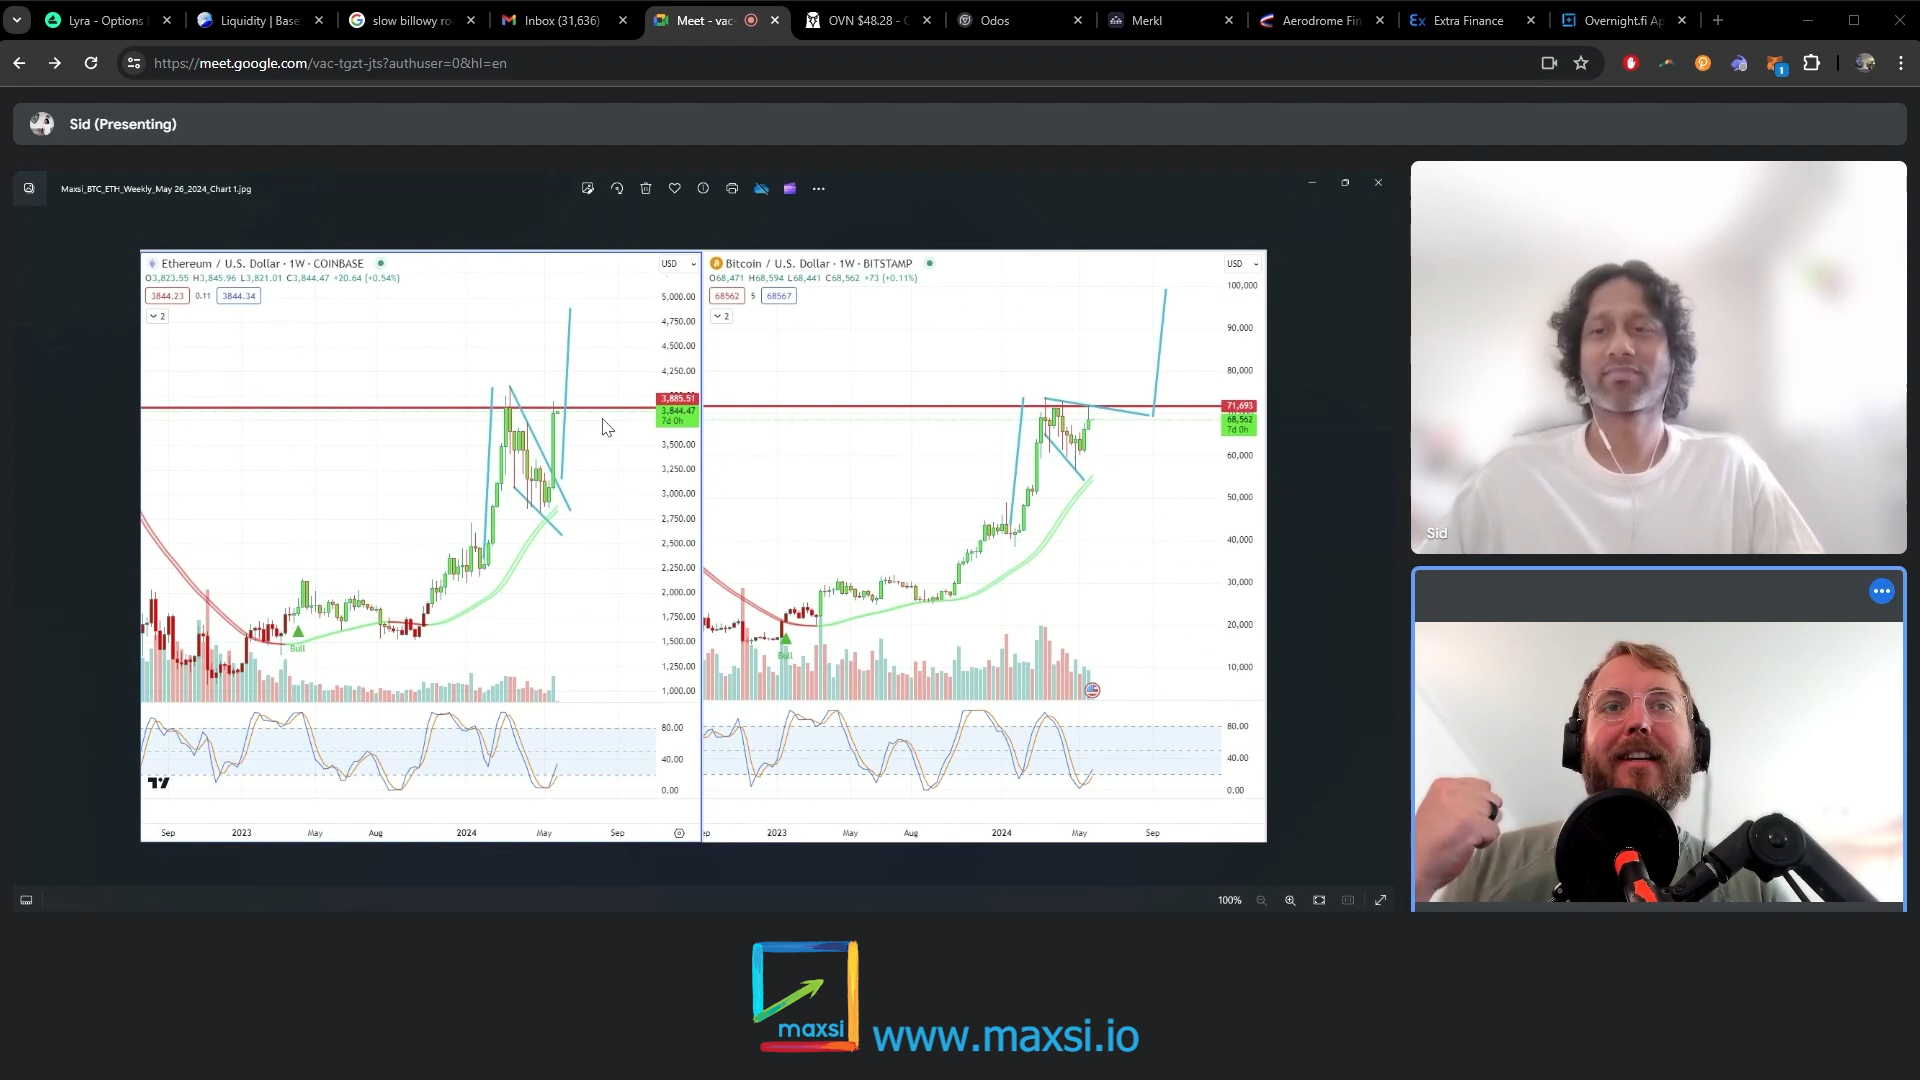 Lyra - Options
Liquidity | Base
slow billowy ro
Inbox (31,636)
Meet - vac-
OVN $48.28 -
Odos
Merkl
Aerodrome Fin
Extra Finance
Overnight.fi Ap
https://meet.google.com/vac-tgzt-jts?authuser=0&hl=en
1
Sid (Presenting)
Maxsi_BTC_ETH_Weekly_May 26_2024_Chart 1.jpg
Ethereum / U.S. Dollar · 1W · COINBASE
USD
O3,823.55 H3,845.96 L3,821.01 C3,844.47 +20.64 (+0.54%)
3844.23 0.11 3844.34
2
5,000.00
4,750.00
4,500.00
4,250.00
3,885.51
3,844.47
7d 0h
3,500.00
3,250.00
3,000.00
2,750.00
2,500.00
2,250.00
2,000.00
1,750.00
1,500.00
1,250.00
1,000.00
Bull
80.00
40.00
0.00
Sep 2023 May Aug 2024 May Sep
Bitcoin / U.S. Dollar · 1W · BITSTAMP
USD
O68,471 H68,594 L68,441 C68,562 +73 (+0.11%)
68562 5 68567
2
100,000
90,000
80,000
71,693
68,562
7d 0h
60,000
50,000
40,000
30,000
20,000
10,000
Bull
80.00
40.00
0.00
2023 May Aug 2024 May Sep
100%
Sid
maxsi
www.maxsi.io